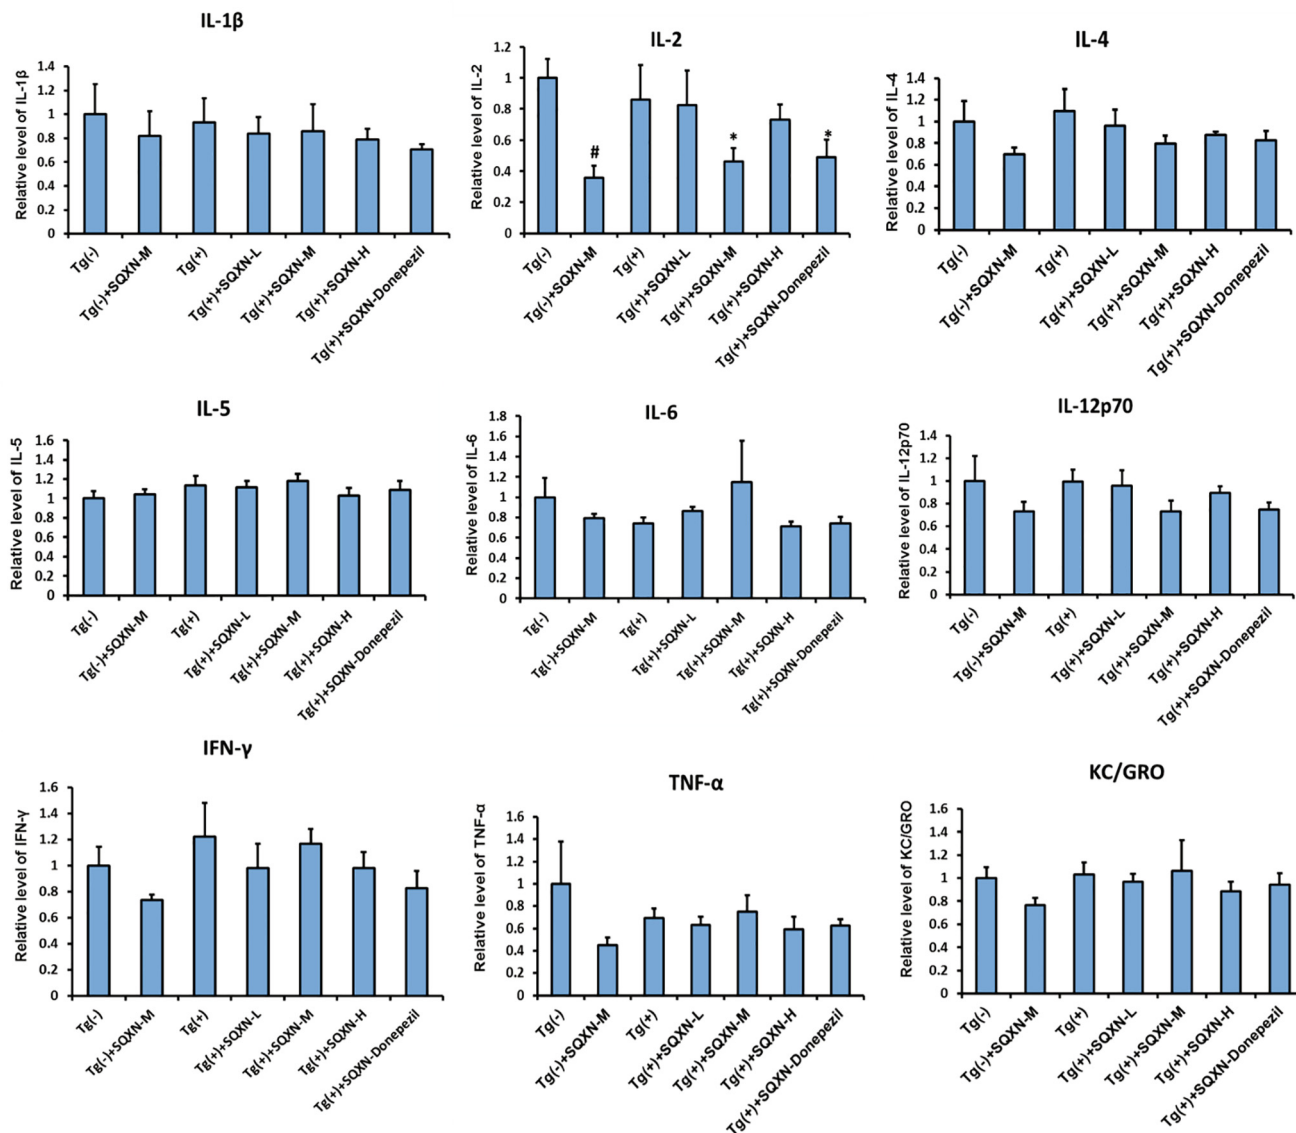 IL-1β
Relative level of IL-1β
1.4
1.2
1
0.8
0.6
0.4
0.2
0
Tg(-)
Tg(-)+SQXN-M
Tg(+)
Tg(+)+SQXN-L
Tg(+)+SQXN-M
Tg(+)+SQXN-H
Tg(+)+SQXN-Donepezil
IL-2
Relative level of IL-2
1.2
1
0.8
0.6
0.4
0.2
0
#
*
*
Tg(-)
Tg(-)+SQXN-M
Tg(+)
Tg(+)+SQXN-L
Tg(+)+SQXN-M
Tg(+)+SQXN-H
Tg(+)+SQXN-Donepezil
IL-4
Relative level of IL-4
1.4
1.2
1
0.8
0.6
0.4
0.2
0
Tg(-)
Tg(-)+SQXN-M
Tg(+)
Tg(+)+SQXN-L
Tg(+)+SQXN-M
Tg(+)+SQXN-H
Tg(+)+SQXN-Donepezil
IL-5
Relative level of IL-5
1.6
1.4
1.2
1
0.8
0.6
0.4
0.2
0
Tg(-)
Tg(-)+SQXN-M
Tg(+)
Tg(+)+SQXN-L
Tg(+)+SQXN-M
Tg(+)+SQXN-H
Tg(+)+SQXN-Donepezil
IL-6
Relative level of IL-6
1.8
1.6
1.4
1.2
1
0.8
0.6
0.4
0.2
0
Tg(-)
Tg(-)+SQXN-M
Tg(+)
Tg(+)+SQXN-L
Tg(+)+SQXN-M
Tg(+)+SQXN-H
Tg(+)+SQXN-Donepezil
IL-12p70
Relative level of IL-12p70
1.4
1.2
1
0.8
0.6
0.4
0.2
0
Tg(-)
Tg(-)+SQXN-M
Tg(+)
Tg(+)+SQXN-L
Tg(+)+SQXN-M
Tg(+)+SQXN-H
Tg(+)+SQXN-Donepezil
IFN-γ
Relative level of IFN-γ
1.6
1.4
1.2
1
0.8
0.6
0.4
0.2
0
Tg(-)
Tg(-)+SQXN-M
Tg(+)
Tg(+)+SQXN-L
Tg(+)+SQXN-M
Tg(+)+SQXN-H
Tg(+)+SQXN-Donepezil
TNF-α
Relative level of TNF-α
1.6
1.4
1.2
1
0.8
0.6
0.4
0.2
0
Tg(-)
Tg(-)+SQXN-M
Tg(+)
Tg(+)+SQXN-L
Tg(+)+SQXN-M
Tg(+)+SQXN-H
Tg(+)+SQXN-Donepezil
KC/GRO
Relative level of KC/GRO
1.6
1.4
1.2
1
0.8
0.6
0.4
0.2
0
Tg(-)
Tg(-)+SQXN-M
Tg(+)
Tg(+)+SQXN-L
Tg(+)+SQXN-M
Tg(+)+SQXN-H
Tg(+)+SQXN-Donepezil